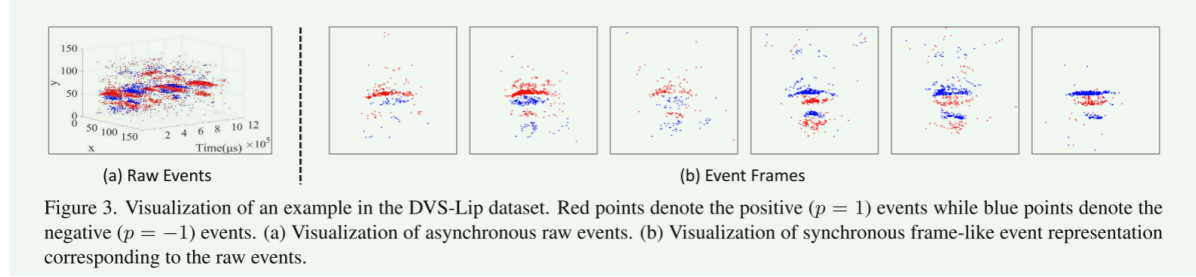 150
100
y
50
0
0
50 100 150
2 4 6 8 10 12
x
Time(μs) ×10⁵
(a) Raw Events
(b) Event Frames
Figure 3. Visualization of an example in the DVS-Lip dataset. Red points denote the positive (p = 1) events while blue points denote the
negative (p = −1) events. (a) Visualization of asynchronous raw events. (b) Visualization of synchronous frame-like event representation
corresponding to the raw events.